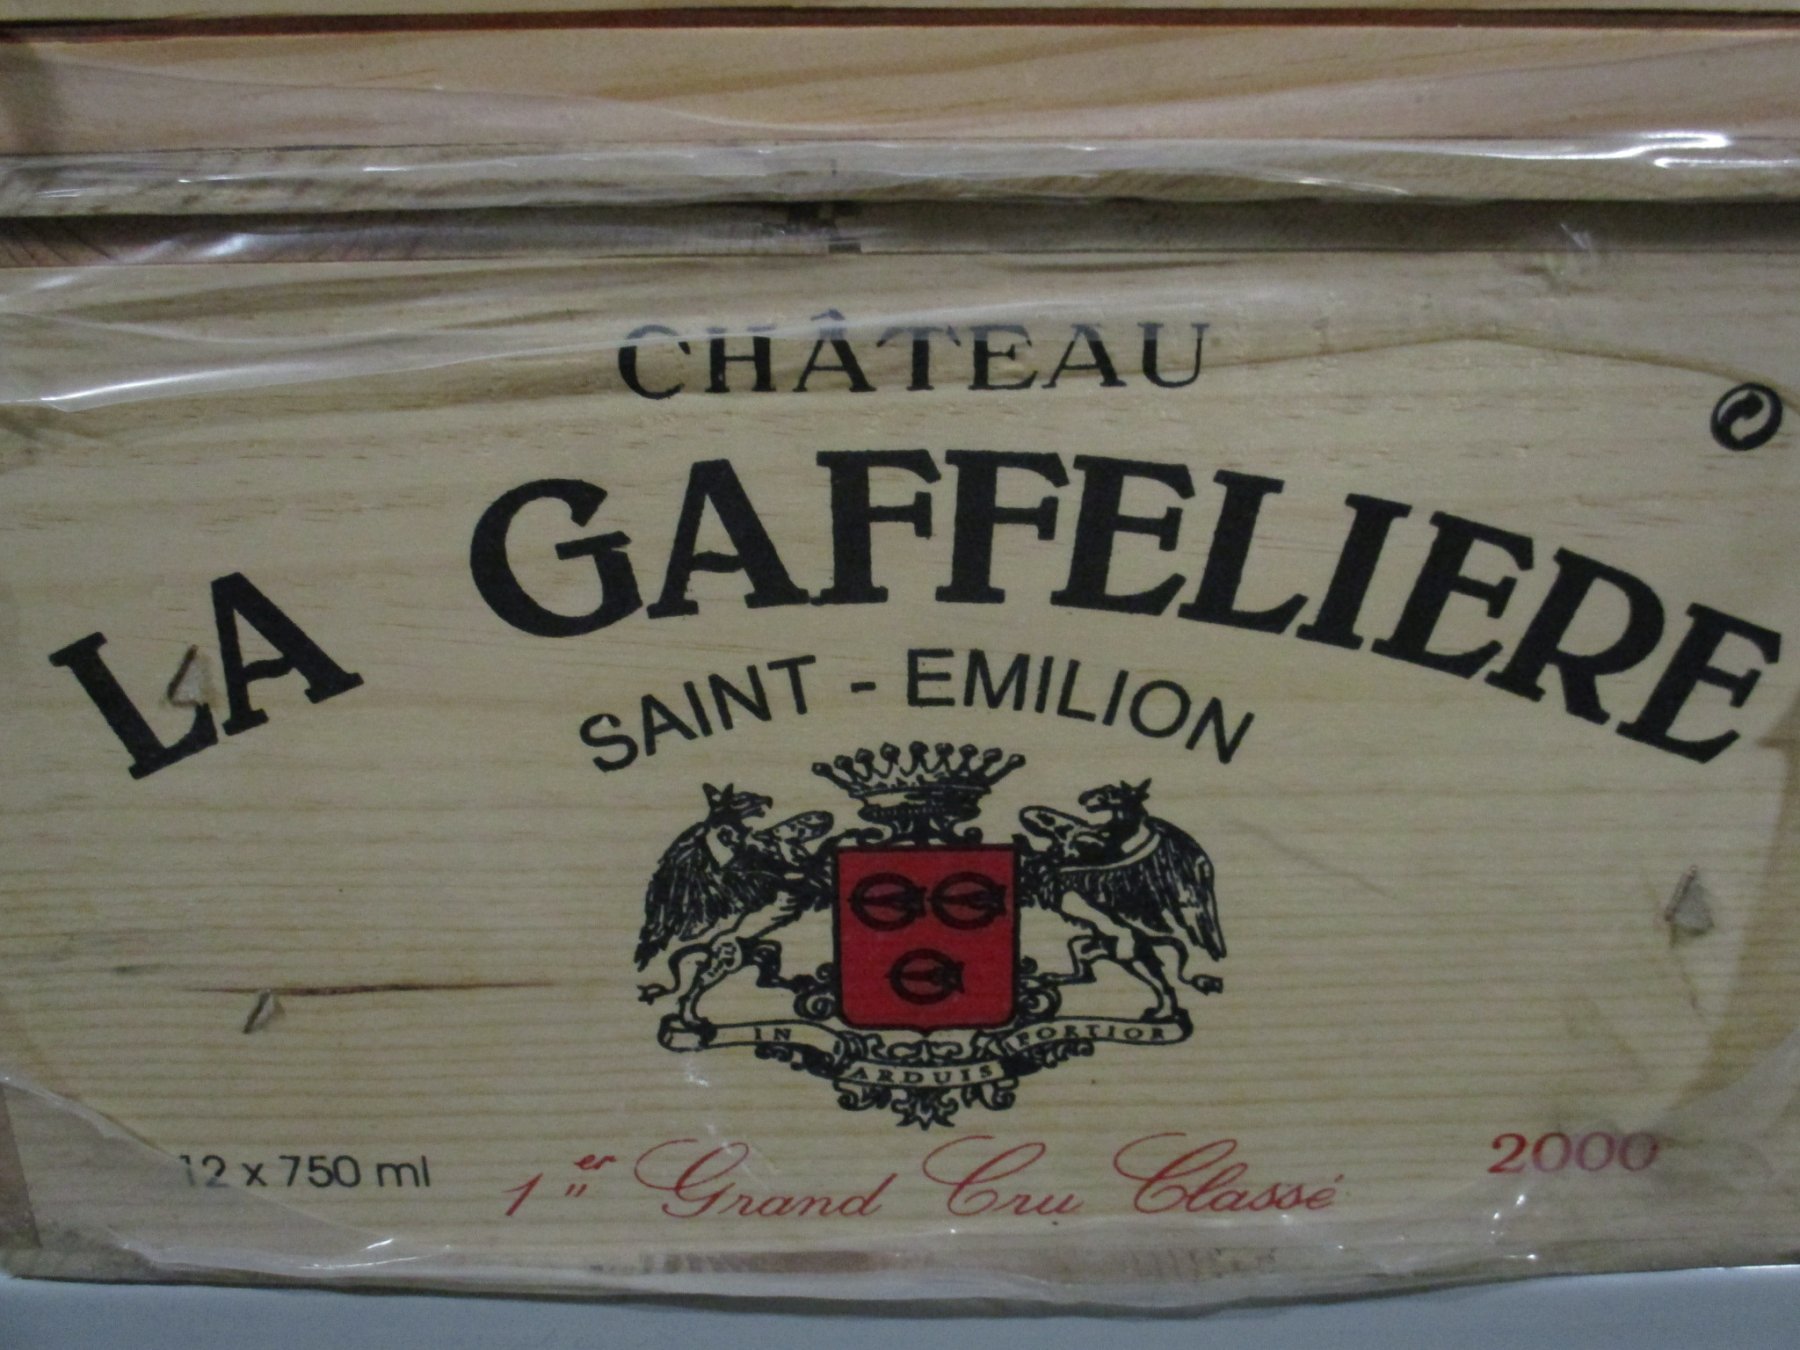 CHÂTEAU
LA GAFFELIERE
SAINT - EMILION
IN ARDUIS FORTIOR
12 x 750 ml
1er Grand Cru Classé
2000